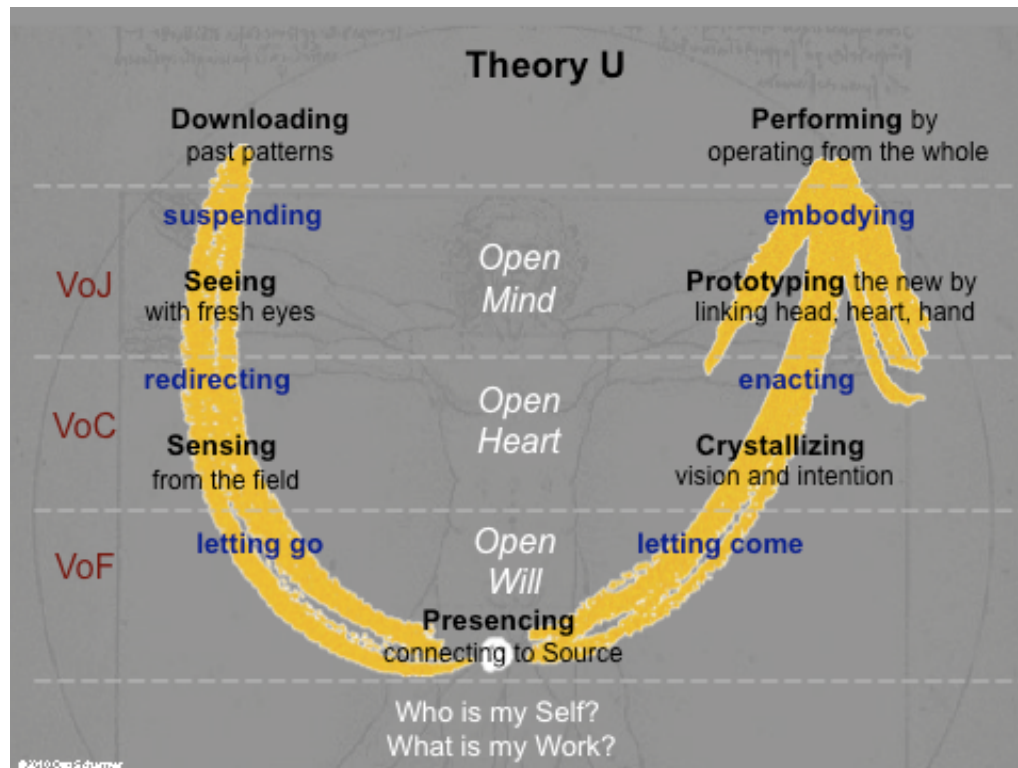 Theory U
Downloading
past patterns
Performing by
operating from the whole
suspending
embodying
VoJ
Seeing
with fresh eyes
Open
Mind
Prototyping the new by
linking head, heart, hand
redirecting
enacting
VoC
Sensing
from the field
Open
Heart
Crystallizing
vision and intention
letting go
letting come
VoF
Open
Will
Presencing
connecting to Source
Who is my Self?
What is my Work?